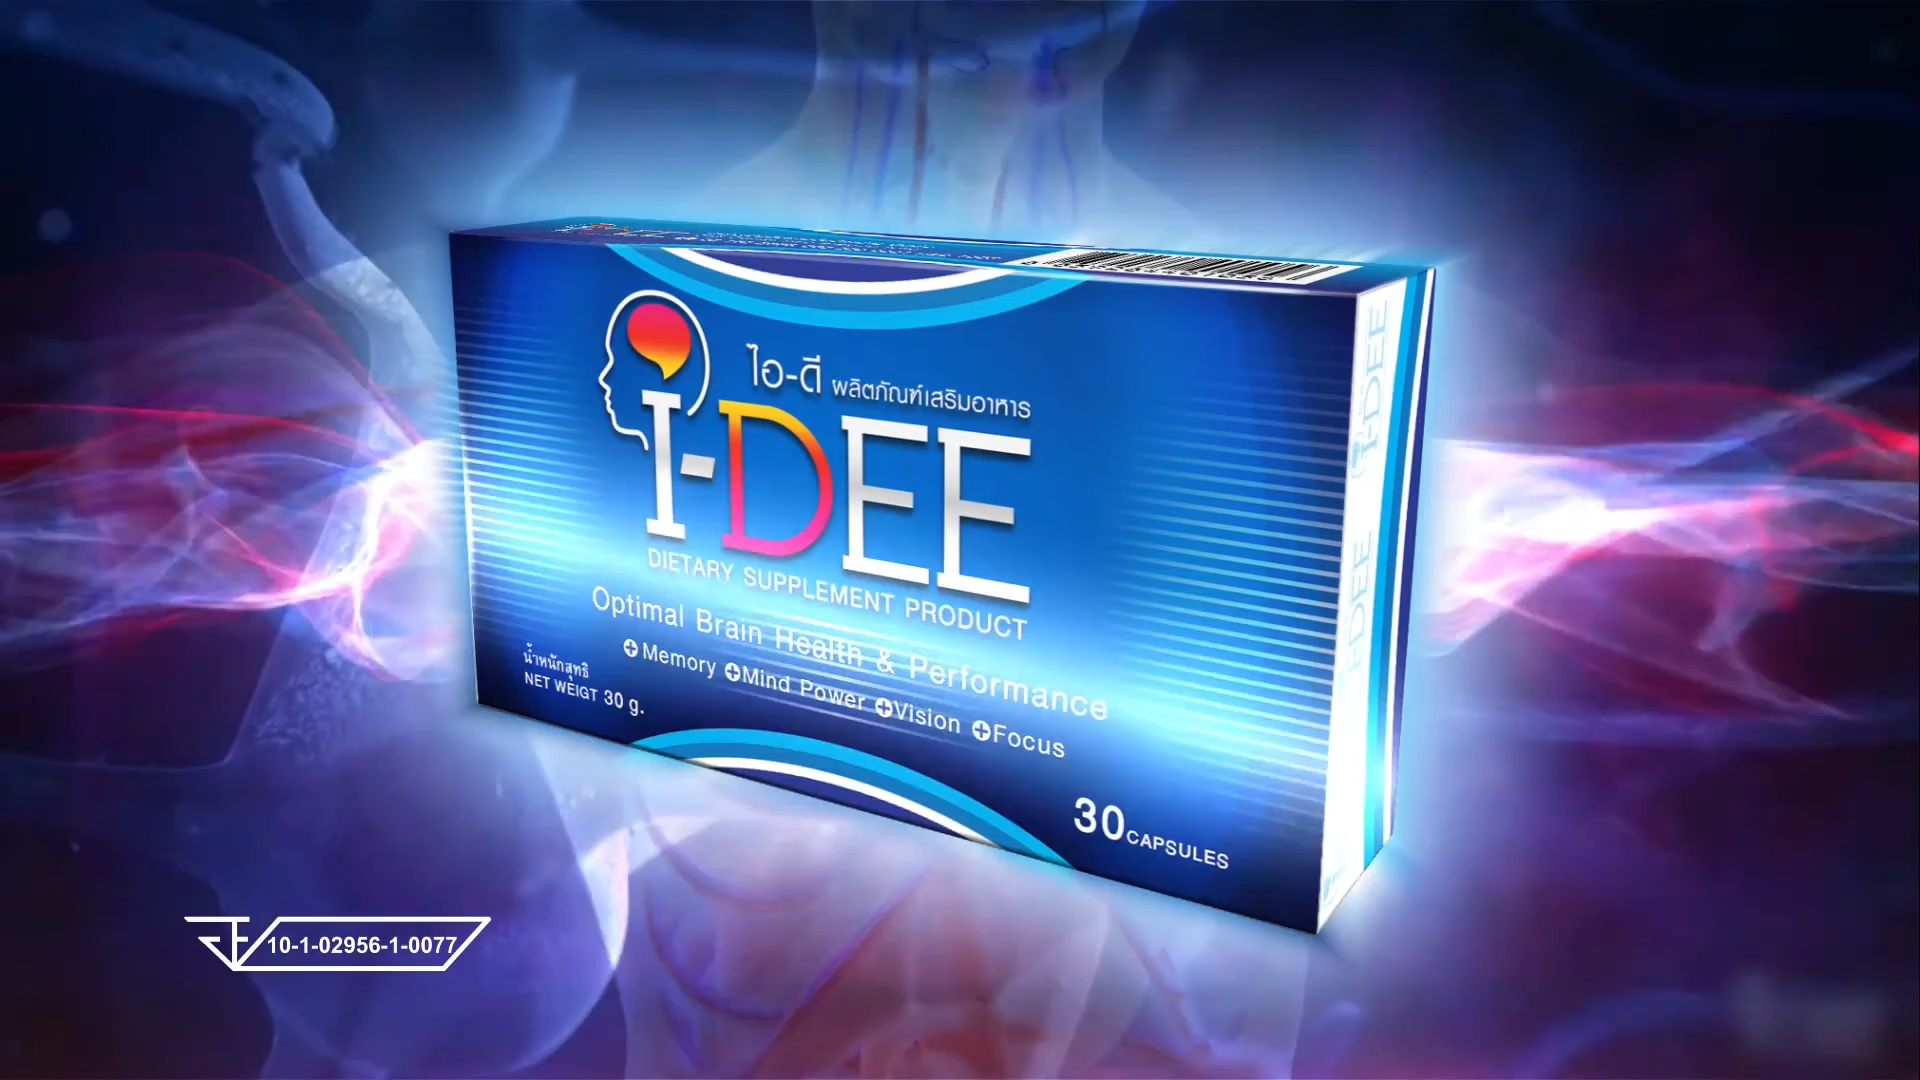 ไอ-ดี ผลิตภัณฑ์เสริมอาหาร
I-DEE
DIETARY SUPPLEMENT PRODUCT
Optimal Brain Health & Performance
Memory Mind Power Vision Focus
น้ำหนักสุทธิ
NET WEIGT 30 g.
30 CAPSULES
I-DEE
I-DEE
10-1-02956-1-0077